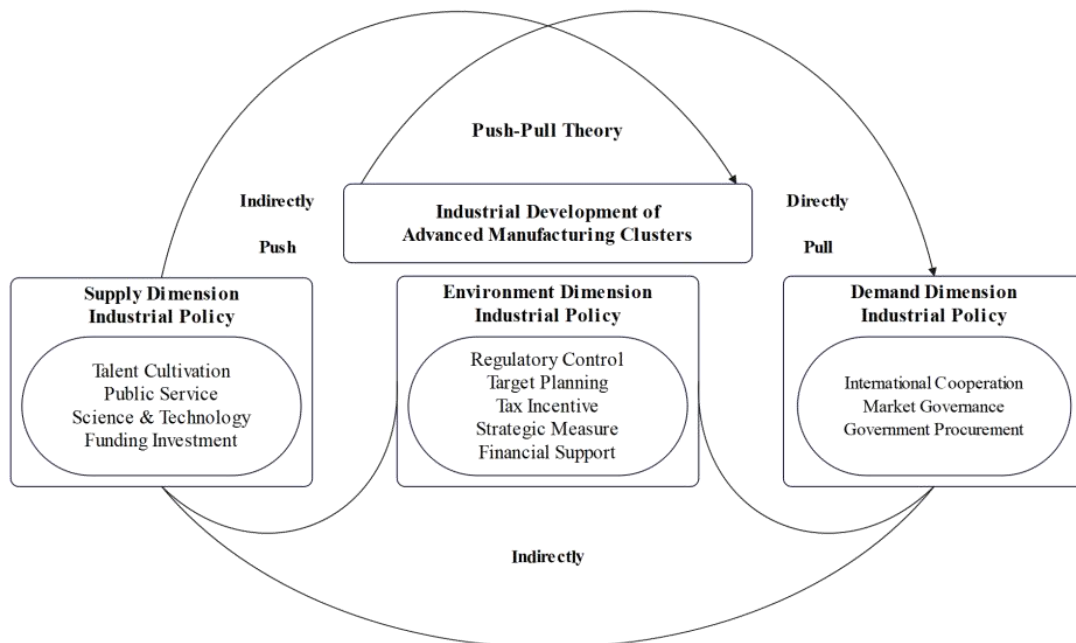 Push-Pull Theory
Indirectly
Push
Industrial Development of
Advanced Manufacturing Clusters
Directly
Pull
Supply Dimension
Industrial Policy
Talent Cultivation
Public Service
Science & Technology
Funding Investment
Environment Dimension
Industrial Policy
Regulatory Control
Target Planning
Tax Incentive
Strategic Measure
Financial Support
Demand Dimension
Industrial Policy
International Cooperation
Market Governance
Government Procurement
Indirectly